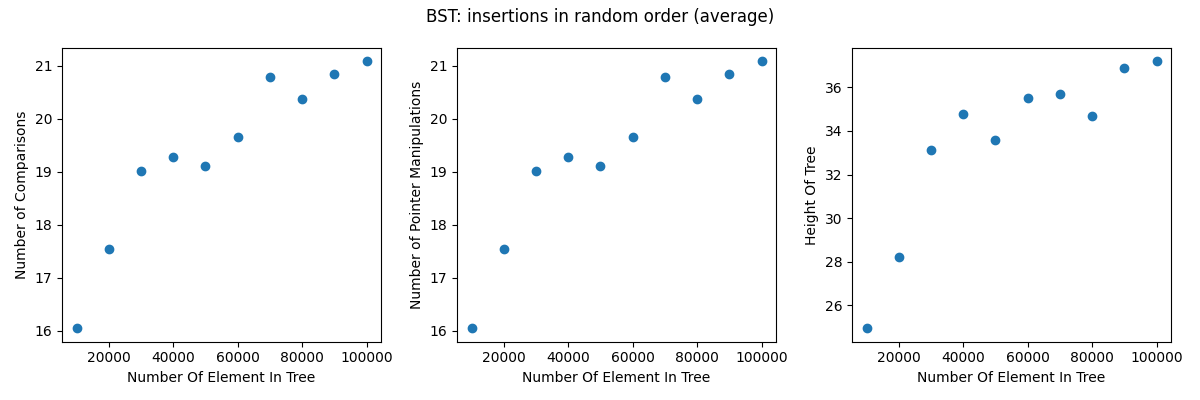 BST: insertions in random order (average)
Number of Comparisons
21
20
19
18
17
16
20000 40000 60000 80000 100000
Number Of Element In Tree
Number of Pointer Manipulations
21
20
19
18
17
16
20000 40000 60000 80000 100000
Number Of Element In Tree
Height Of Tree
36
34
32
30
28
26
20000 40000 60000 80000 100000
Number Of Element In Tree